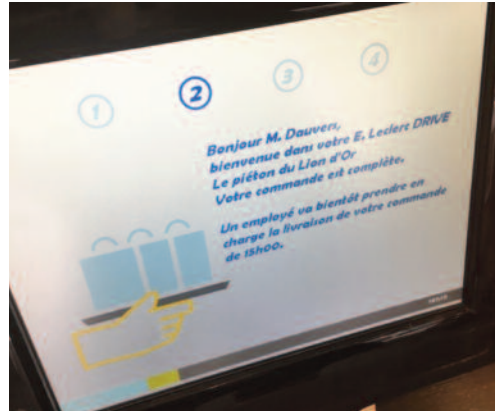 1 2 3 4
Bonjour M. Dauvers,
bienvenue dans votre E. Leclerc DRIVE
Le piéton du Lion d'Or
Votre commande est complète.
Un employé va bientôt prendre en
charge la livraison de votre commande
de 15h00.